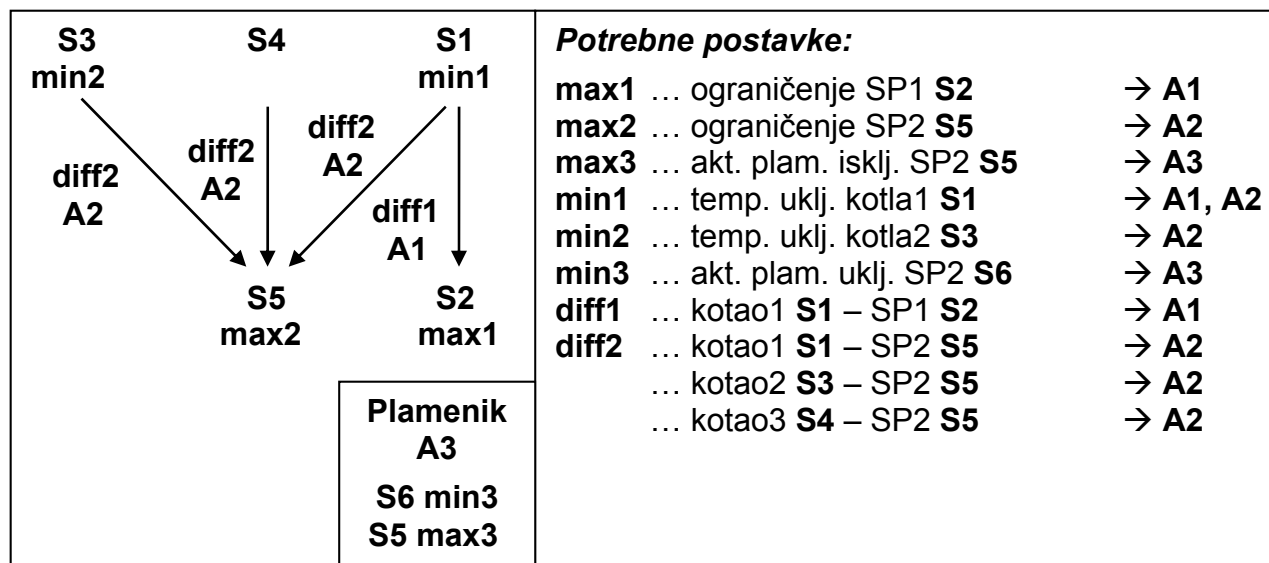 S3 S4 S1
min2 min1
diff2
diff2
A2
diff2
A2
diff1
A2
A1
S5 S2
max2 max1
Plamenik
A3
S6 min3
S5 max3
Potrebne postavke:
max1 … ograničenje SP1 S2 → A1
max2 … ograničenje SP2 S5 → A2
max3 … akt. plam. isklj. SP2 S5 → A3
min1 … temp. uklj. kotla1 S1 → A1, A2
min2 … temp. uklj. kotla2 S3 → A2
min3 … akt. plam. uklj. SP2 S6 → A3
diff1 … kotao1 S1 – SP1 S2 → A1
diff2 … kotao1 S1 – SP2 S5 → A2
… kotao2 S3 – SP2 S5 → A2
… kotao3 S4 – SP2 S5 → A2